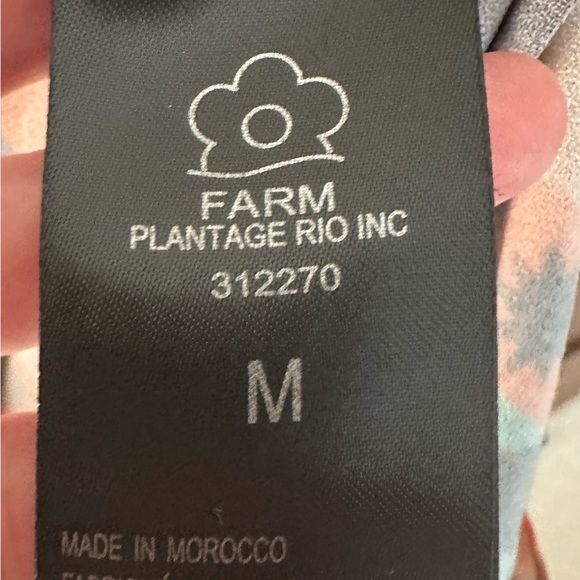 FARM
PLANTAGE RIO INC
312270
M
MADE IN MOROCCO